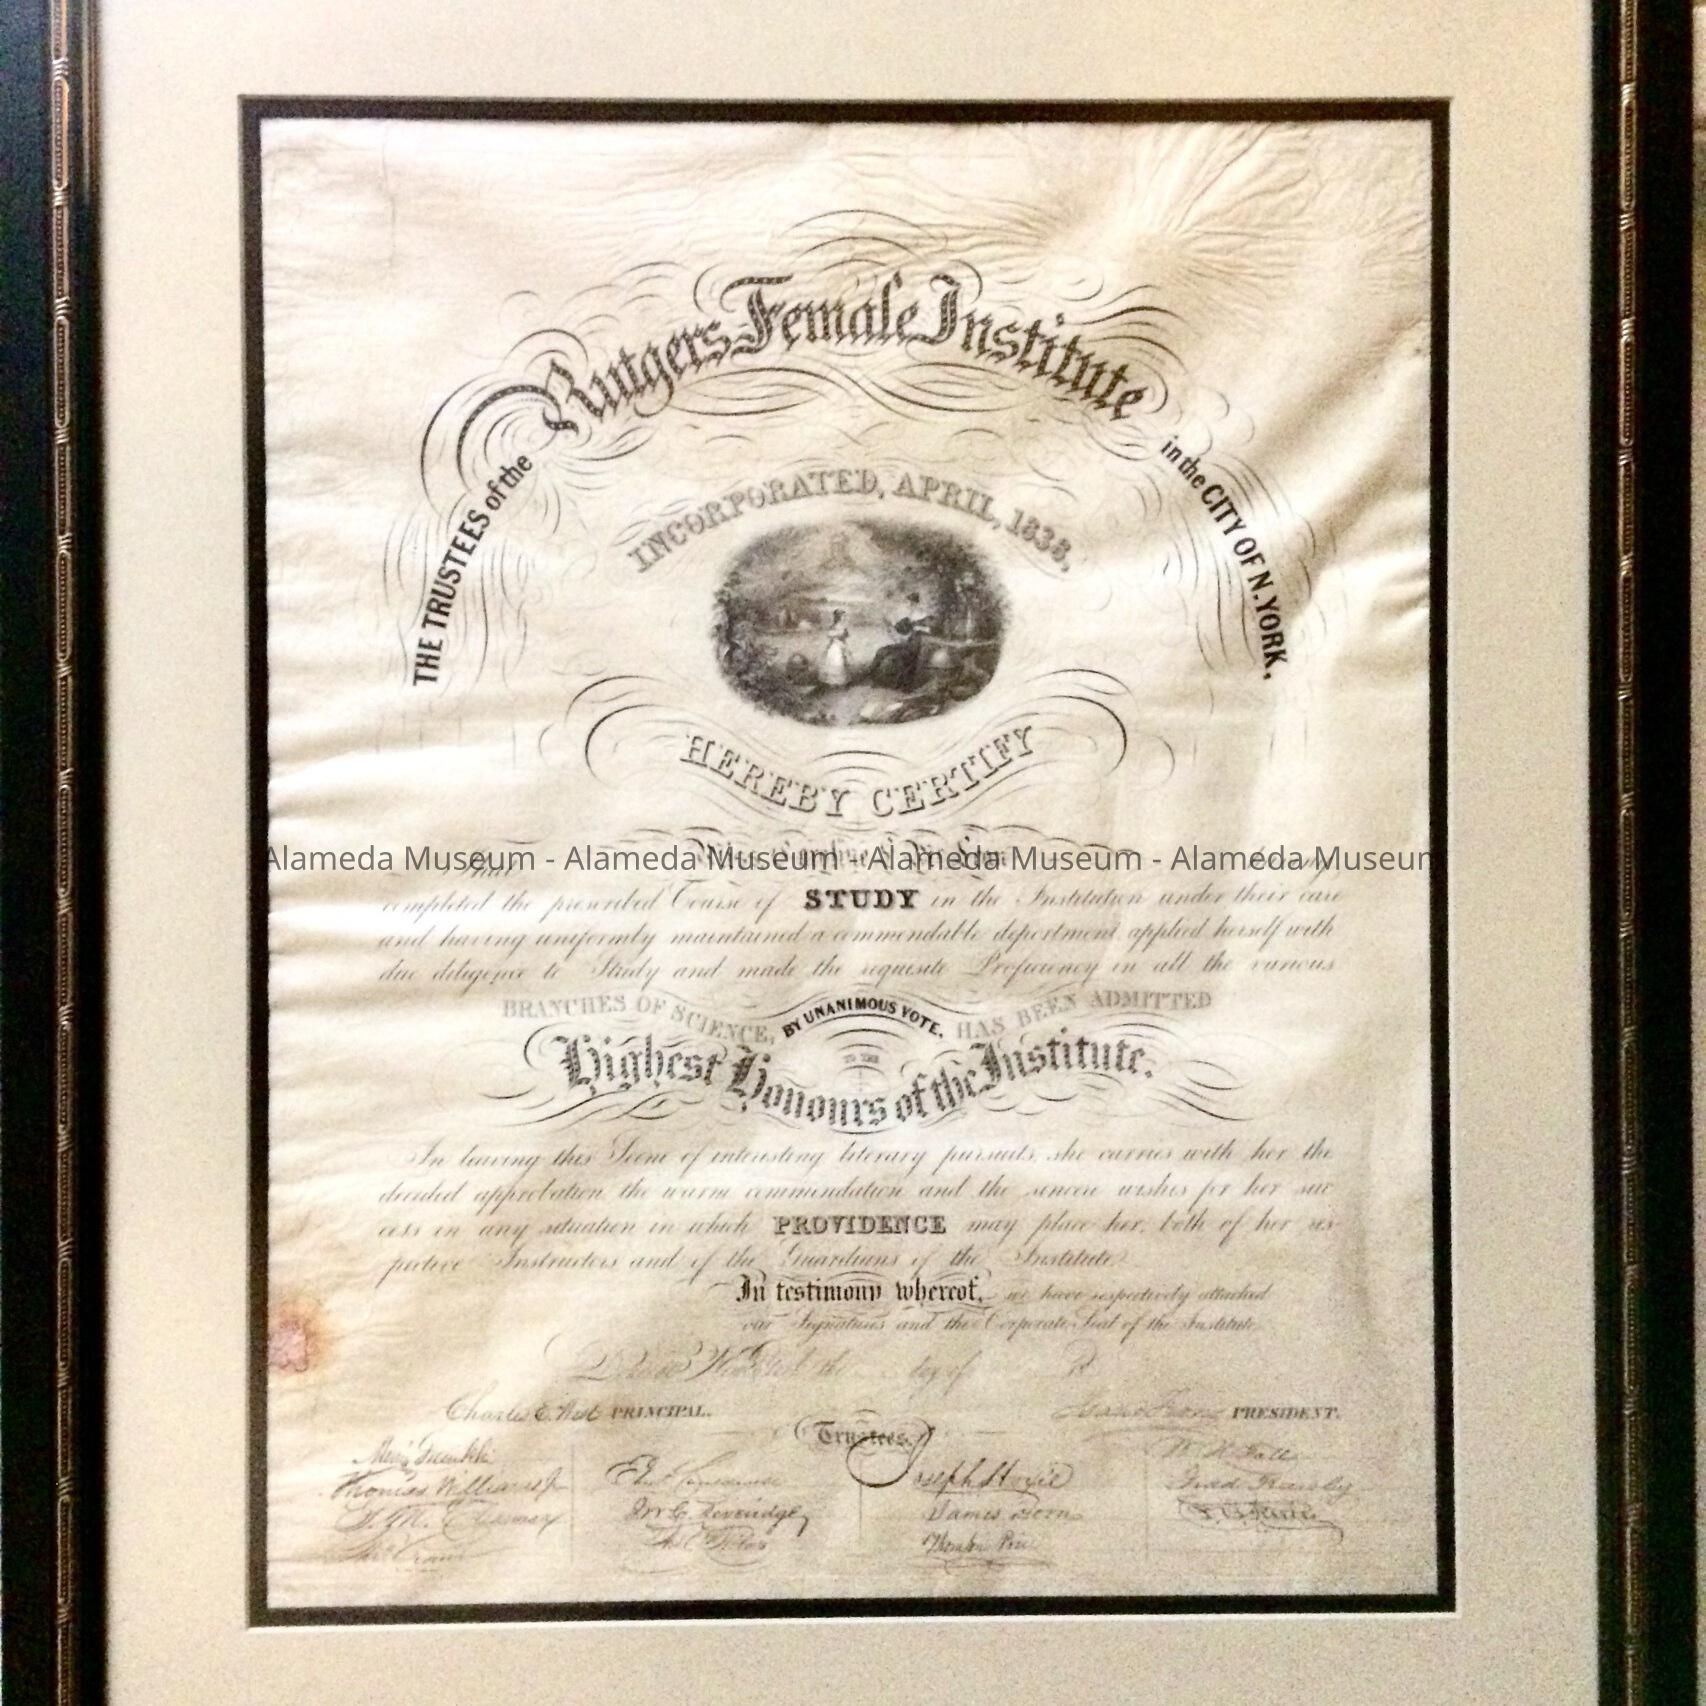 THE TRUSTEES of the Rutgers Female Institute in the CITY OF N. YORK,
INCORPORATED, APRIL, 1838.
HEREBY CERTIFY
Alameda Museum - Alameda Museum - Alameda Museum - Alameda Museum
completed the prescribed Course of STUDY in the Institution under their care
and having uniformly maintained a commendable deportment, applied herself with
due diligence to Study and made the requisite Proficiency in all the various
BRANCHES OF SCIENCE, BY UNANIMOUS VOTE, HAS BEEN ADMITTED
TO THE
Highest Honours of the Institute.
In leaving this Scene of interesting literary pursuits, she carries with her the
decided approbation, the warm commendation and the sincere wishes for her suc
cess in any situation in which PROVIDENCE may place her, both of her res-
pective Instructors and of the Guardians of the Institute.
In testimony whereof, we have respectively attached
our Signatures and the Corporate Seal of the Institute
the day of
Charles E. West PRINCIPAL. PRESIDENT.
Trustees.
Thomas Williams Jr Joseph
James